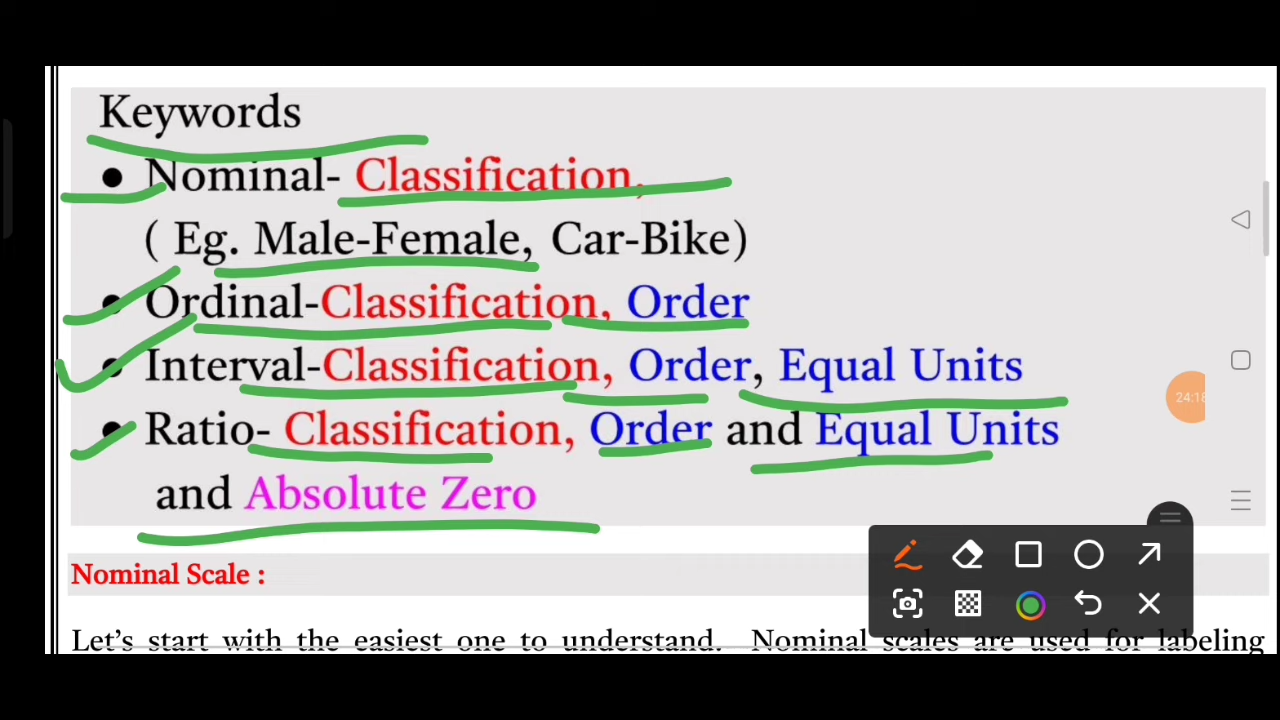 Keywords
● Nominal- Classification,
( Eg. Male-Female, Car-Bike)
● Ordinal-Classification, Order
● Interval-Classification, Order, Equal Units
● Ratio- Classification, Order and Equal Units
and Absolute Zero
24:18
Nominal Scale :
Let’s start with the easiest one to understand. Nominal scales are used for labeling